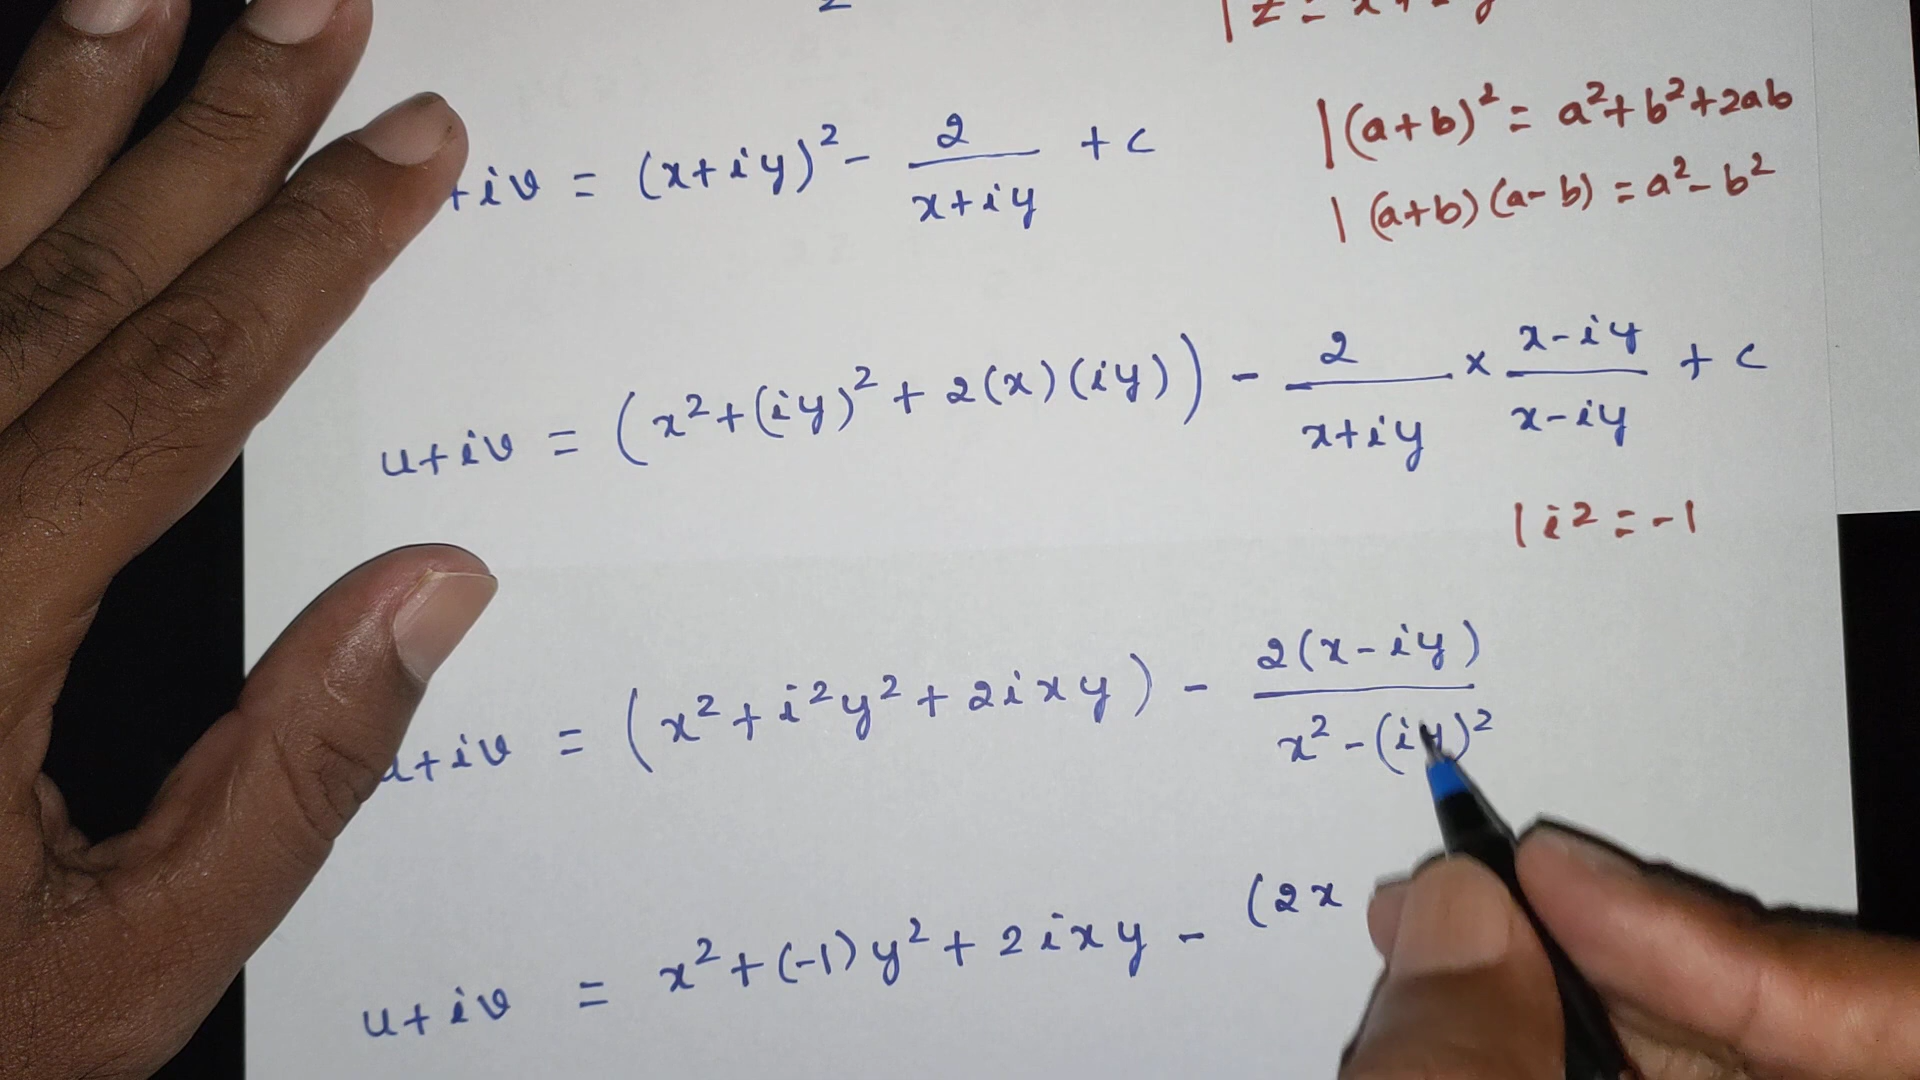 z = x + iy
+iv = (x+iy)² - 2/(x+iy) + c
|(a+b)² = a²+b²+2ab
|(a+b)(a-b) = a²-b²
u+iv = (x²+(iy)²+2(x)(iy)) - 2/(x+iy) × (x-iy)/(x-iy) + c
|i² = -1
u+iv = (x²+i²y²+2ixy) - 2(x-iy)/(x²-(iy)²)
u+iv = x²+(-1)y²+2ixy - (2x